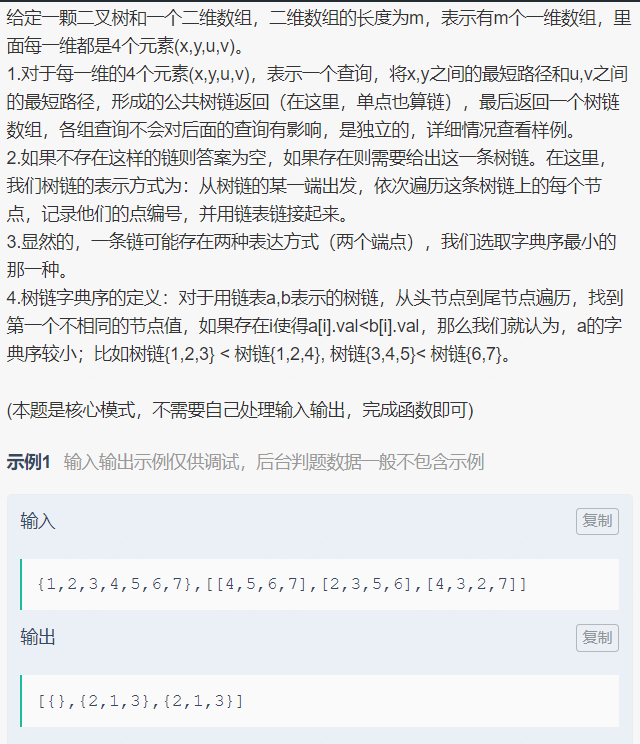 给定一颗二叉树和一个二维数组，二维数组的长度为m，表示有m个一维数组，里
面每一维都是4个元素(x,y,u,v)。
1.对于每一维的4个元素(x,y,u,v)，表示一个查询，将x,y之间的最短路径和u,v之间
的最短路径，形成的公共树链返回（在这里，单点也算链），最后返回一个树链
数组，各组查询不会对后面的查询有影响，是独立的，详细情况查看样例。
2.如果不存在这样的链则答案为空，如果存在则需要给出这一条树链。在这里，
我们树链的表示方式为：从树链的某一端出发，依次遍历这条树链上的每个节
点，记录他们的点编号，并用链表链接起来。
3.显然的，一条链可能存在两种表达方式（两个端点），我们选取字典序最小的
那一种。
4.树链字典序的定义：对于用链表a,b表示的树链，从头节点到尾节点遍历，找到
第一个不相同的节点值，如果存在i使得a[i].val<b[i].val，那么我们就认为，a的字
典序较小；比如树链{1,2,3} < 树链{1,2,4}, 树链{3,4,5}< 树链{6,7}。
(本题是核心模式，不需要自己处理输入输出，完成函数即可)
示例1 输入输出示例仅供调试，后台判题数据一般不包含示例
输入 复制
{1,2,3,4,5,6,7},[[4,5,6,7],[2,3,5,6],[4,3,2,7]]
输出 复制
[{},{2,1,3},{2,1,3}]